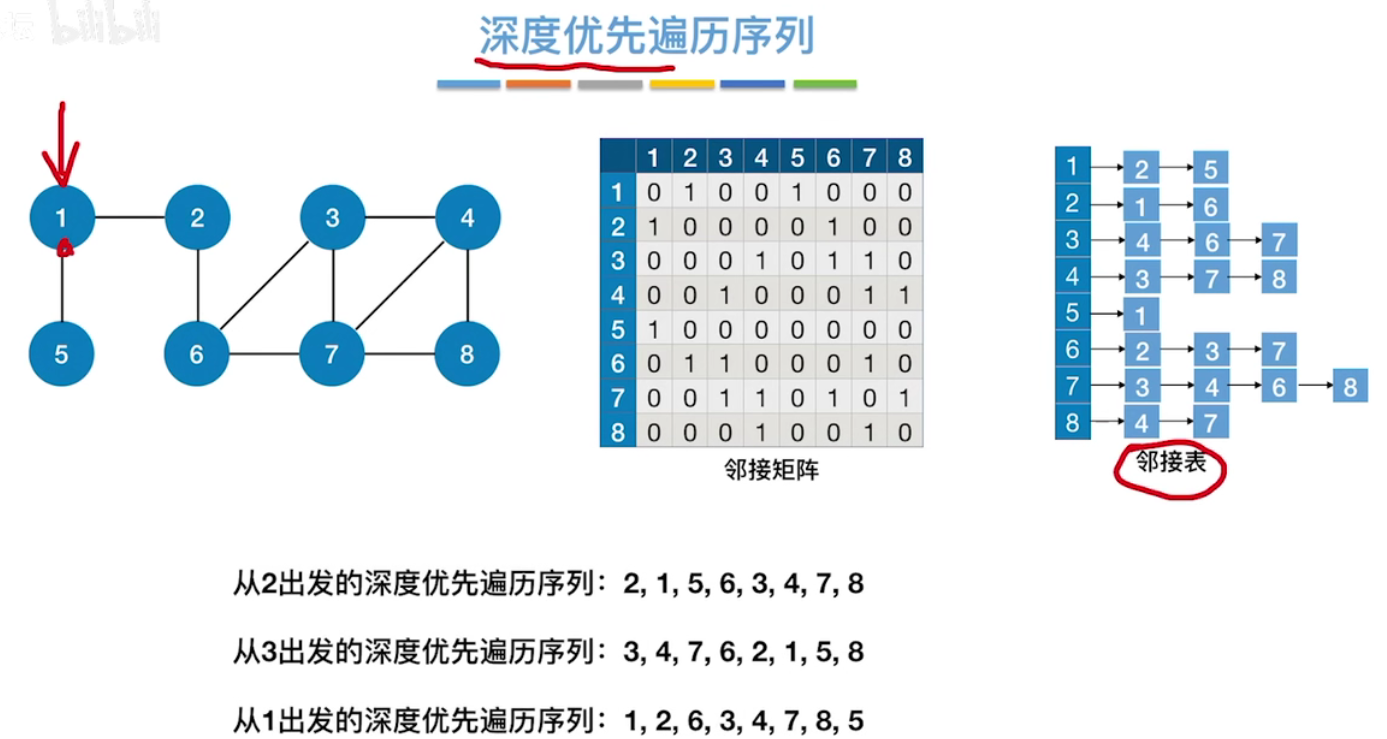 bilibili
深度优先遍历序列
1 2 3 4
5 6 7 8
1 2 3 4 5 6 7 8
1 0 1 0 0 1 0 0 0
2 1 0 0 0 0 1 0 0
3 0 0 0 1 0 1 1 0
4 0 0 1 0 0 0 1 1
5 1 0 0 0 0 0 0 0
6 0 1 1 0 0 0 1 0
7 0 0 1 1 0 1 0 1
8 0 0 0 1 0 0 1 0
邻接矩阵
1 2 5
2 1 6
3 4 6 7
4 3 7 8
5 1
6 2 3 7
7 3 4 6 8
8 4 7
邻接表
从2出发的深度优先遍历序列：2, 1, 5, 6, 3, 4, 7, 8
从3出发的深度优先遍历序列：3, 4, 7, 6, 2, 1, 5, 8
从1出发的深度优先遍历序列：1, 2, 6, 3, 4, 7, 8, 5